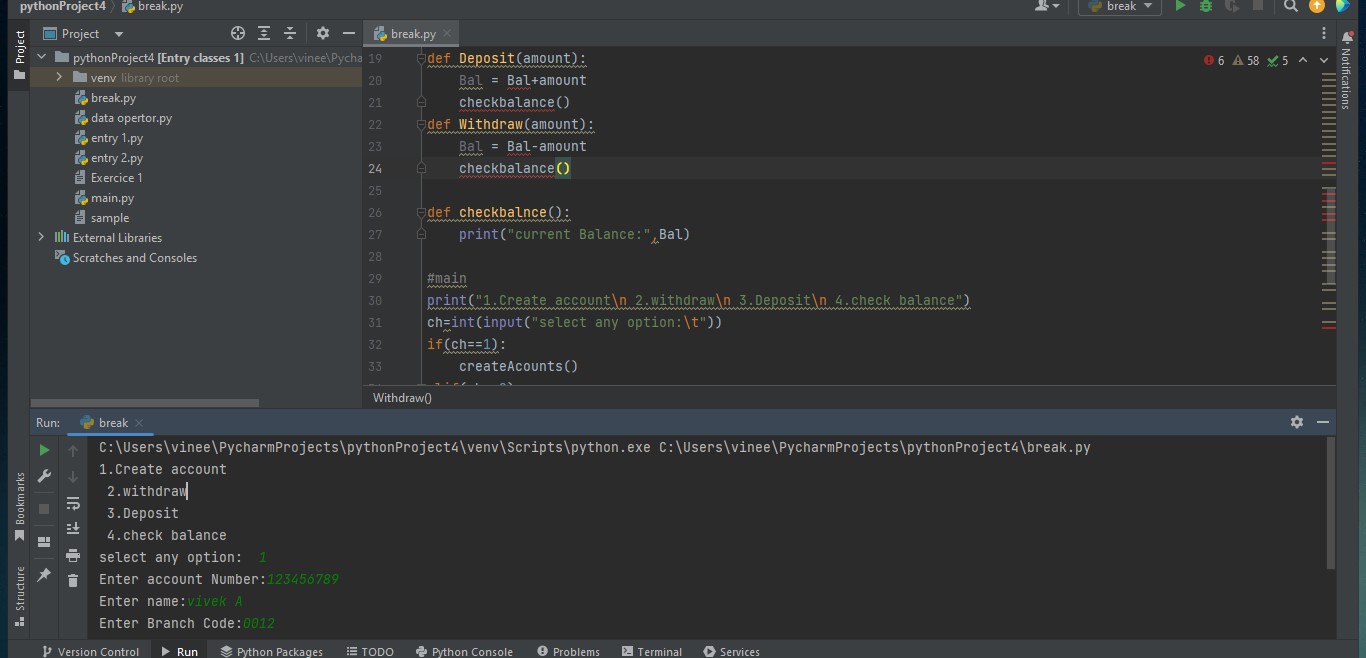 pythonProject4 break.py
break
Project
Project
pythonProject4 [Entry classes 1] C:\Users\vinee\Pycha
venv library root
break.py
data opertor.py
entry 1.py
entry 2.py
Exercice 1
main.py
sample
External Libraries
Scratches and Consoles
break.py
6 58 5
19 def Deposit(amount):
20 Bal = Bal+amount
21 checkbalance()
22 def Withdraw(amount):
23 Bal = Bal-amount
24 checkbalance()
25
26 def checkbalnce():
27 print("current Balance:",Bal)
28
29 #main
30 print("1.Create account\n 2.withdraw\n 3.Deposit\n 4.check balance")
31 ch=int(input("select any option:\t"))
32 if(ch==1):
33 createAcounts()
Withdraw()
Notifications
Run: break
C:\Users\vinee\PycharmProjects\pythonProject4\venv\Scripts\python.exe C:\Users\vinee\PycharmProjects\pythonProject4\break.py
1.Create account
2.withdraw
3.Deposit
4.check balance
select any option: 1
Enter account Number:123456789
Enter name:vivek A
Enter Branch Code:0012
Bookmarks
Structure
Version Control Run Python Packages TODO Python Console Problems Terminal Services